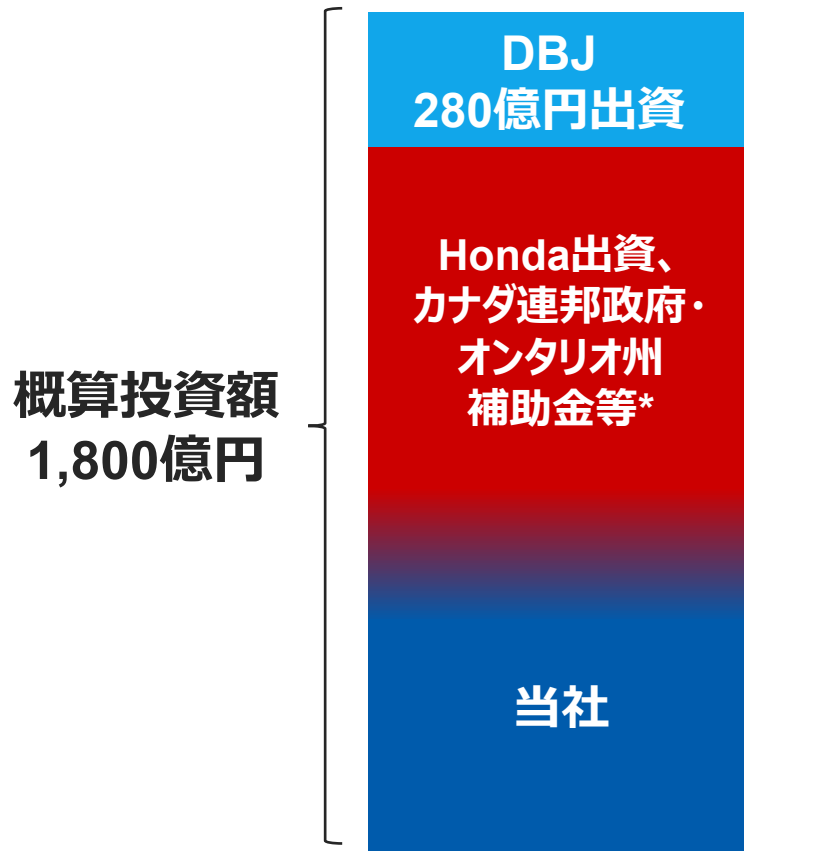 DBJ
280億円出資
Honda出資、
カナダ連邦政府・
オンタリオ州
補助金等*
概算投資額
1,800億円
当社